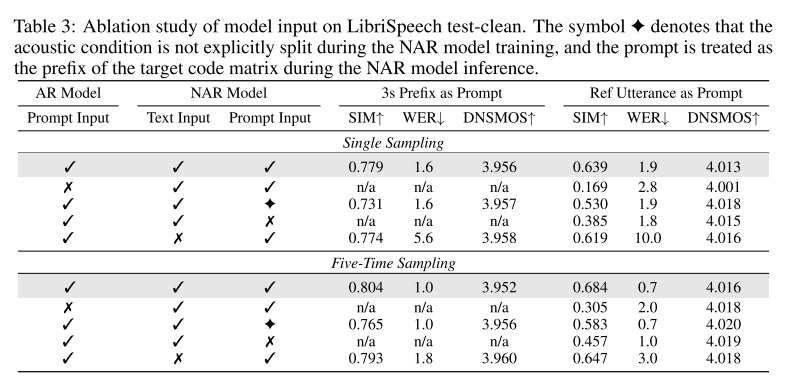 Table 3: Ablation study of model input on LibriSpeech test-clean. The symbol ✦ denotes that the
acoustic condition is not explicitly split during the NAR model training, and the prompt is treated as
the prefix of the target code matrix during the NAR model inference.
AR Model NAR Model 3s Prefix as Prompt Ref Utterance as Prompt
Prompt Input Text Input Prompt Input SIM↑ WER↓ DNSMOS↑ SIM↑ WER↓ DNSMOS↑
Single Sampling
✓ ✓ ✓ 0.779 1.6 3.956 0.639 1.9 4.013
✗ ✓ ✓ n/a n/a n/a 0.169 2.8 4.001
✓ ✓ ✦ 0.731 1.6 3.957 0.530 1.9 4.018
✓ ✓ ✗ n/a n/a n/a 0.385 1.8 4.015
✓ ✗ ✓ 0.774 5.6 3.958 0.619 10.0 4.016
Five-Time Sampling
✓ ✓ ✓ 0.804 1.0 3.952 0.684 0.7 4.016
✗ ✓ ✓ n/a n/a n/a 0.305 2.0 4.018
✓ ✓ ✦ 0.765 1.0 3.956 0.583 0.7 4.020
✓ ✓ ✗ n/a n/a n/a 0.457 1.0 4.019
✓ ✗ ✓ 0.793 1.8 3.960 0.647 3.0 4.018